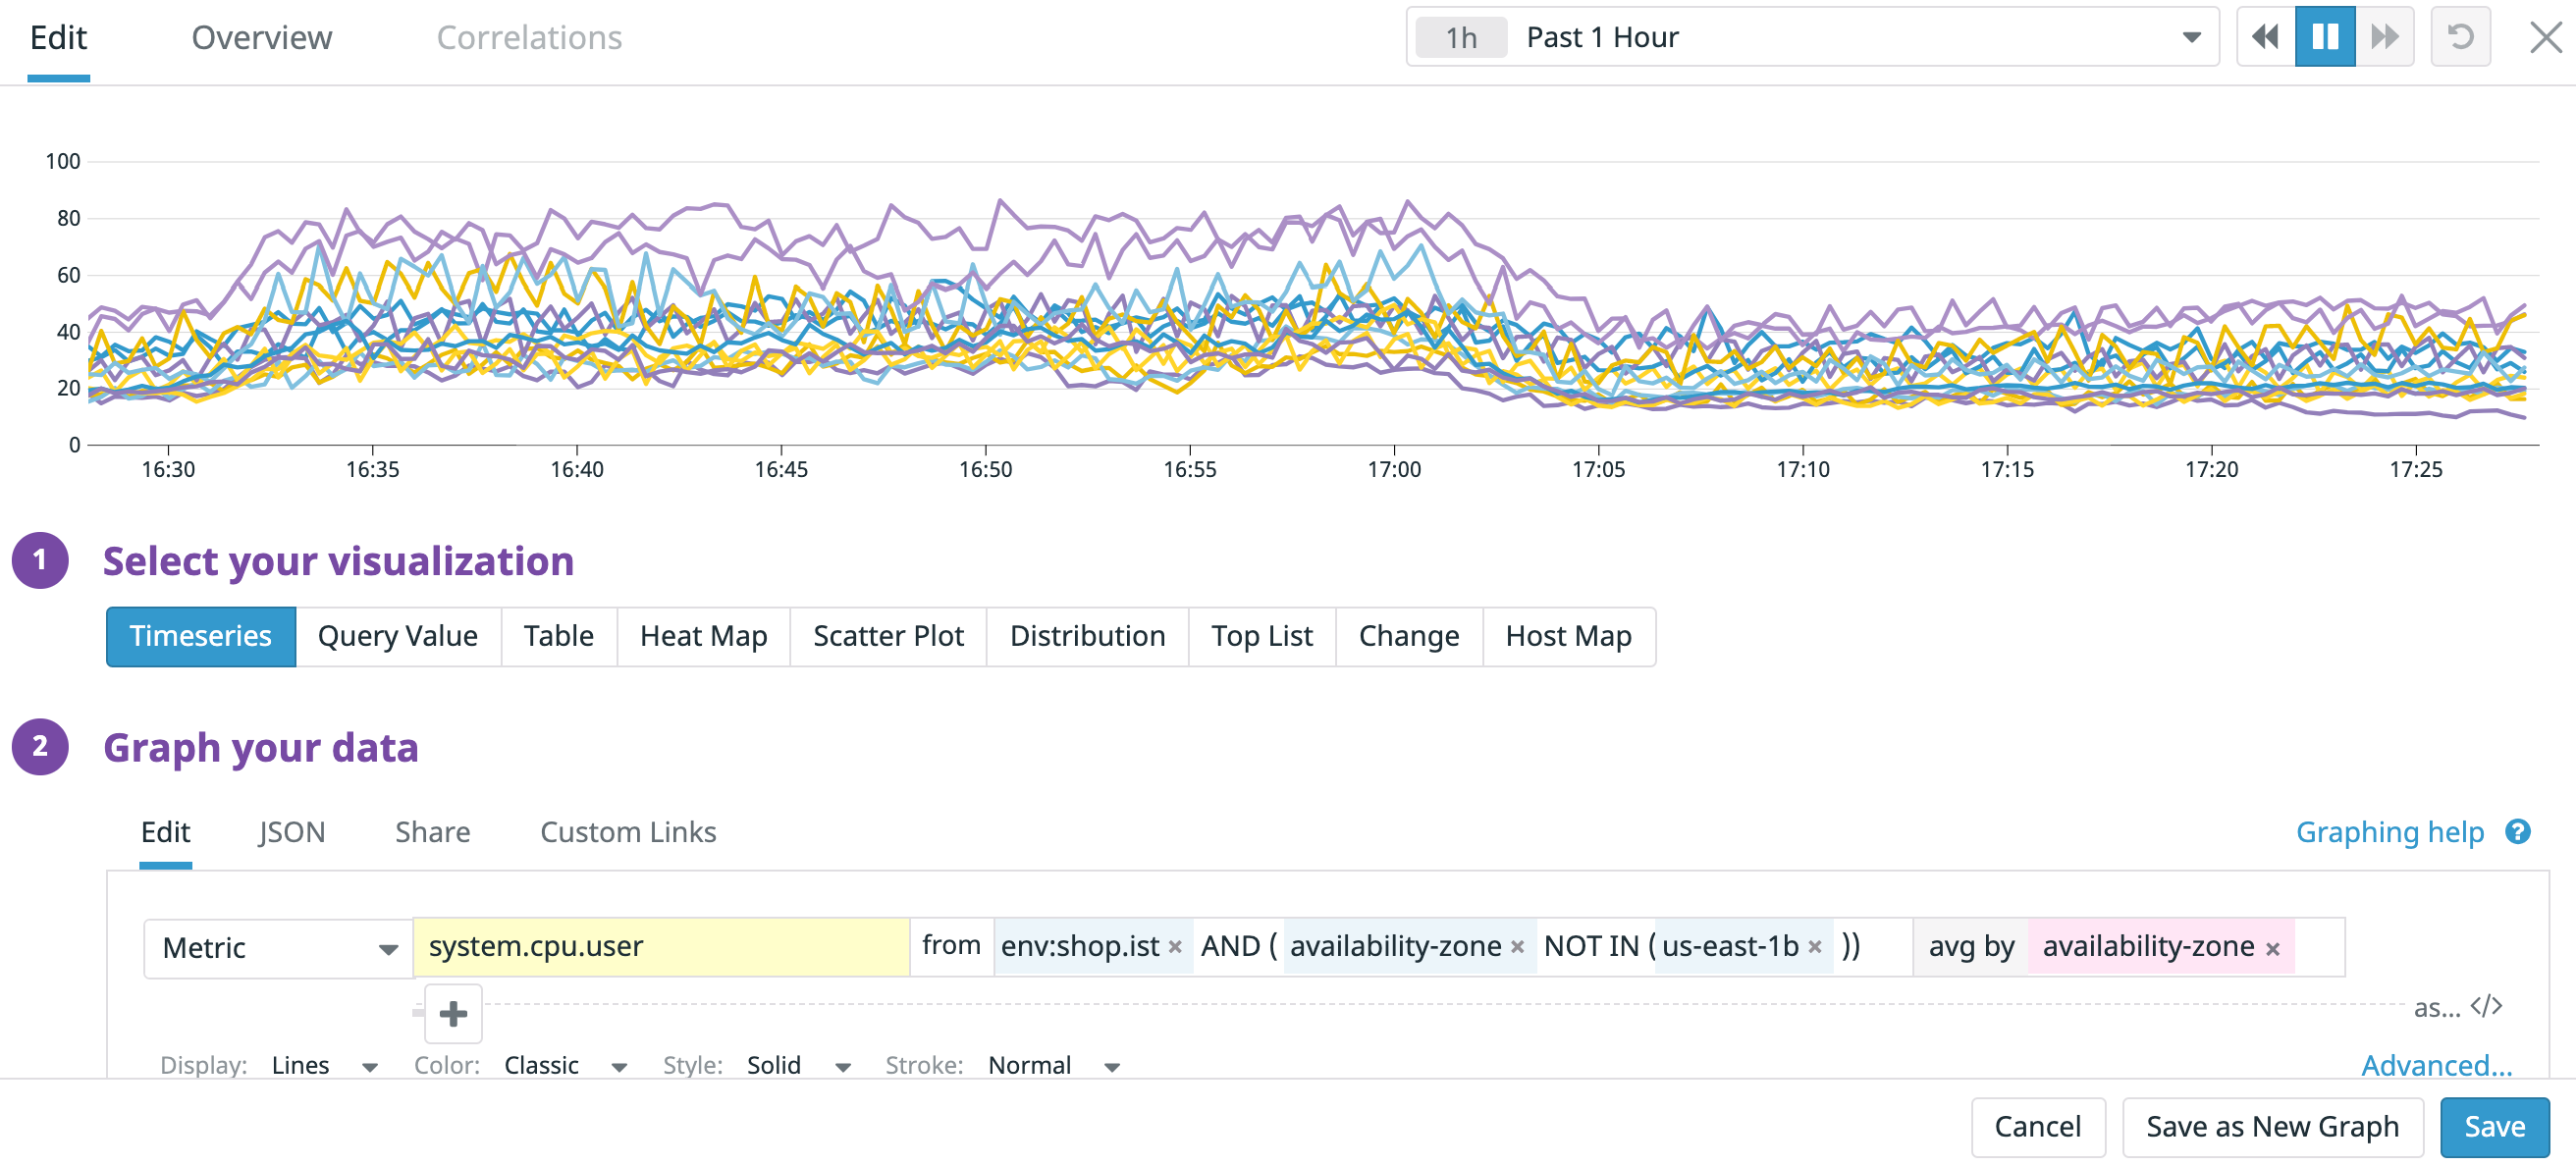 Edit Overview Correlations 1h Past 1 Hour
100
80
60
40
20
0
16:30 16:35 16:40 16:45 16:50 16:55 17:00 17:05 17:10 17:15 17:20 17:25
1 Select your visualization
Timeseries Query Value Table Heat Map Scatter Plot Distribution Top List Change Host Map
2 Graph your data
Edit JSON Share Custom Links Graphing help ?
Metric system.cpu.user from env:shop.ist × AND ( availability-zone × NOT IN ( us-east-1b × )) avg by availability-zone ×
+ as... </>
Display: Lines Color: Classic Style: Solid Stroke: Normal Advanced...
Cancel Save as New Graph Save